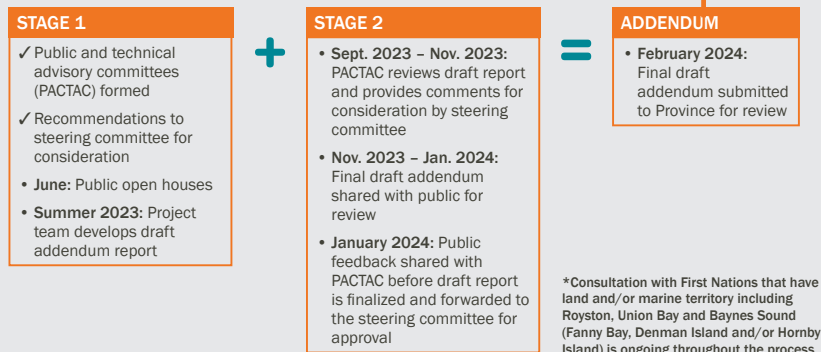 STAGE 1
✓ Public and technical
advisory committees
(PACTAC) formed
✓ Recommendations to
steering committee for
consideration
• June: Public open houses
• Summer 2023: Project
team develops draft
addendum report
+
STAGE 2
• Sept. 2023 – Nov. 2023:
PACTAC reviews draft report
and provides comments for
consideration by steering
committee
• Nov. 2023 – Jan. 2024:
Final draft addendum
shared with public for
review
• January 2024: Public
feedback shared with
PACTAC before draft report
is finalized and forwarded to
the steering committee for
approval
=
ADDENDUM
• February 2024:
Final draft
addendum submitted
to Province for review
*Consultation with First Nations that have
land and/or marine territory including
Royston, Union Bay and Baynes Sound
(Fanny Bay, Denman Island and/or Hornby
Island) is ongoing throughout the process